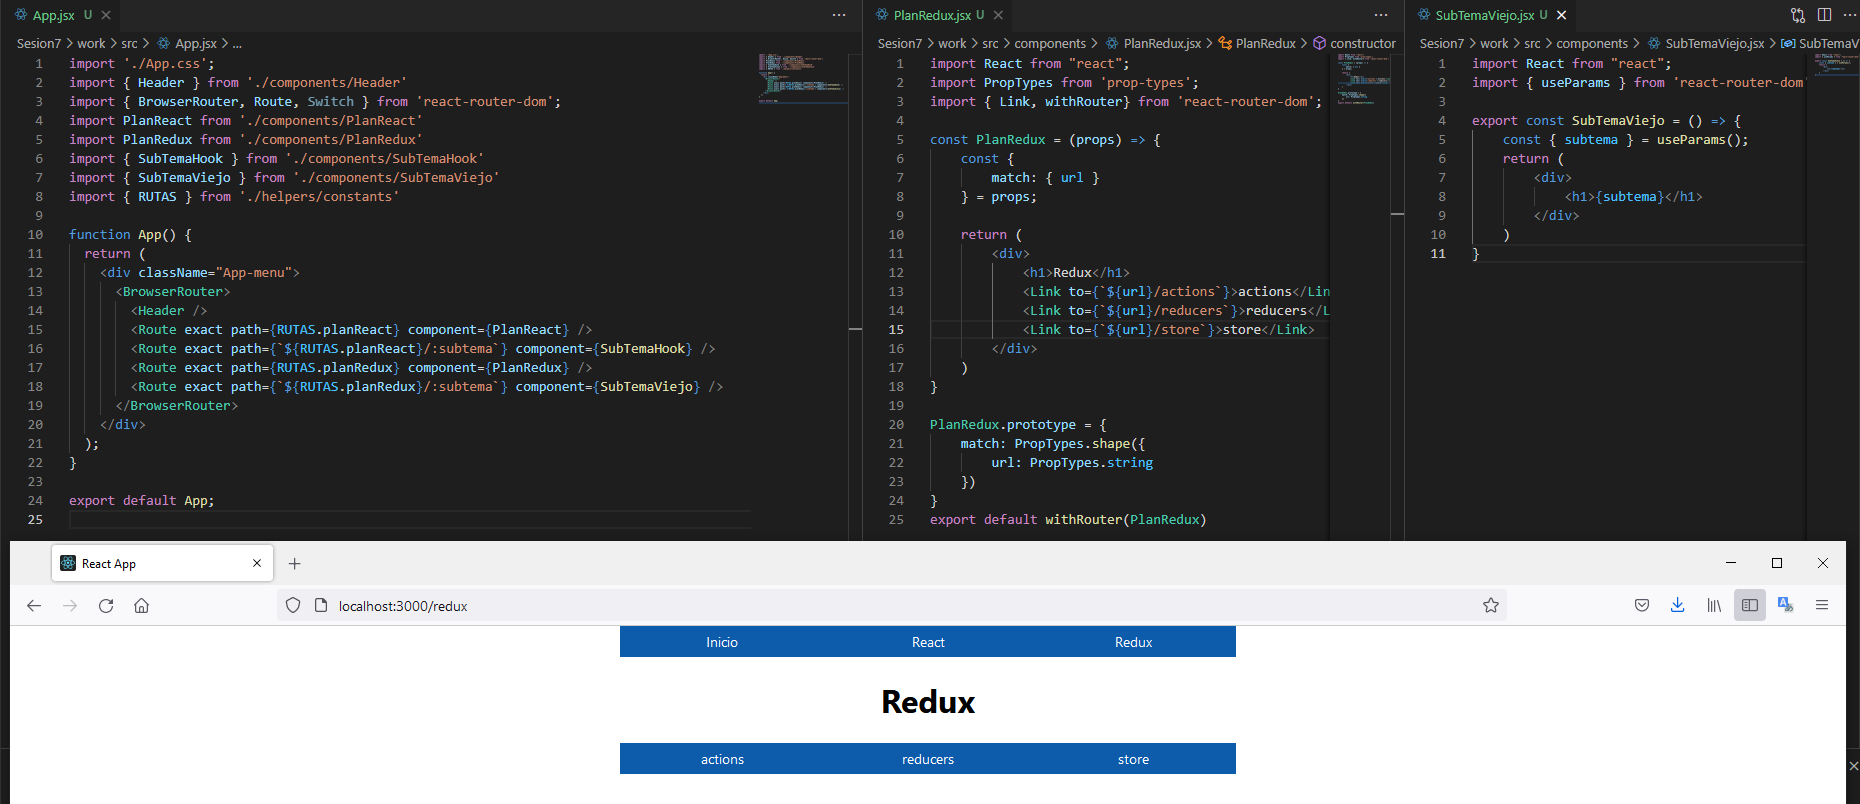 App.jsx U
Sesion7 > work > src > App.jsx > ...
1 import './App.css';
2 import { Header } from './components/Header'
3 import { BrowserRouter, Route, Switch } from 'react-router-dom';
4 import PlanReact from './components/PlanReact'
5 import PlanRedux from './components/PlanRedux'
6 import { SubTemaHook } from './components/SubTemaHook'
7 import { SubTemaViejo } from './components/SubTemaViejo'
8 import { RUTAS } from './helpers/constants'
9
10 function App() {
11 return (
12 <div className="App-menu">
13 <BrowserRouter>
14 <Header />
15 <Route exact path={RUTAS.planReact} component={PlanReact} />
16 <Route exact path={`${RUTAS.planReact}/:subtema`} component={SubTemaHook} />
17 <Route exact path={RUTAS.planRedux} component={PlanRedux} />
18 <Route exact path={`${RUTAS.planRedux}/:subtema`} component={SubTemaViejo} />
19 </BrowserRouter>
20 </div>
21 );
22 }
23
24 export default App;
25
PlanRedux.jsx U
Sesion7 > work > src > components > PlanRedux.jsx > PlanRedux > constructor
1 import React from "react";
2 import PropTypes from 'prop-types';
3 import { Link, withRouter} from 'react-router-dom';
4
5 const PlanRedux = (props) => {
6 const {
7 match: { url }
8 } = props;
9
10 return (
11 <div>
12 <h1>Redux</h1>
13 <Link to={`${url}/actions`}>actions</Lin
14 <Link to={`${url}/reducers`}>reducers</L
15 <Link to={`${url}/store`}>store</Link>
16 </div>
17 )
18 }
19
20 PlanRedux.prototype = {
21 match: PropTypes.shape({
22 url: PropTypes.string
23 })
24 }
25 export default withRouter(PlanRedux)
SubTemaViejo.jsx U
Sesion7 > work > src > components > SubTemaViejo.jsx > SubTemaV
1 import React from "react";
2 import { useParams } from 'react-router-dom
3
4 export const SubTemaViejo = () => {
5 const { subtema } = useParams();
6 return (
7 <div>
8 <h1>{subtema}</h1>
9 </div>
10 )
11 }
React App
localhost:3000/redux
Inicio React Redux
Redux
actions reducers store